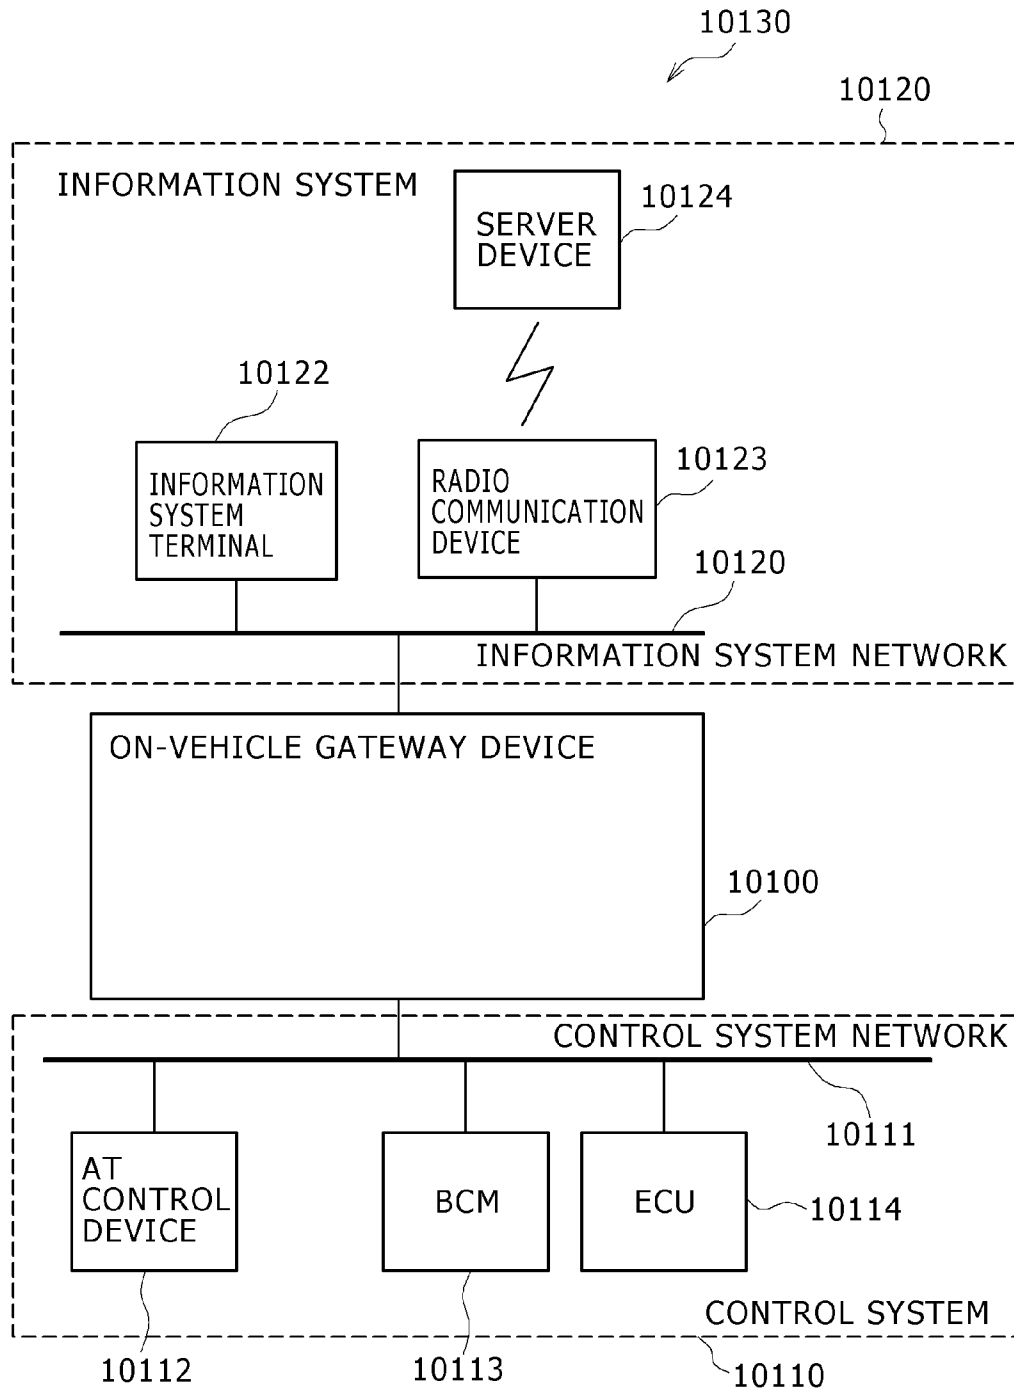 10130
10120
INFORMATION SYSTEM
SERVER
DEVICE
10124
10122
INFORMATION
SYSTEM
TERMINAL
RADIO
COMMUNICATION
DEVICE
10123
10120
INFORMATION SYSTEM NETWORK
ON-VEHICLE GATEWAY DEVICE
10100
CONTROL SYSTEM NETWORK
10111
AT
CONTROL
DEVICE
BCM
ECU
10114
CONTROL SYSTEM
10112
10113
10110